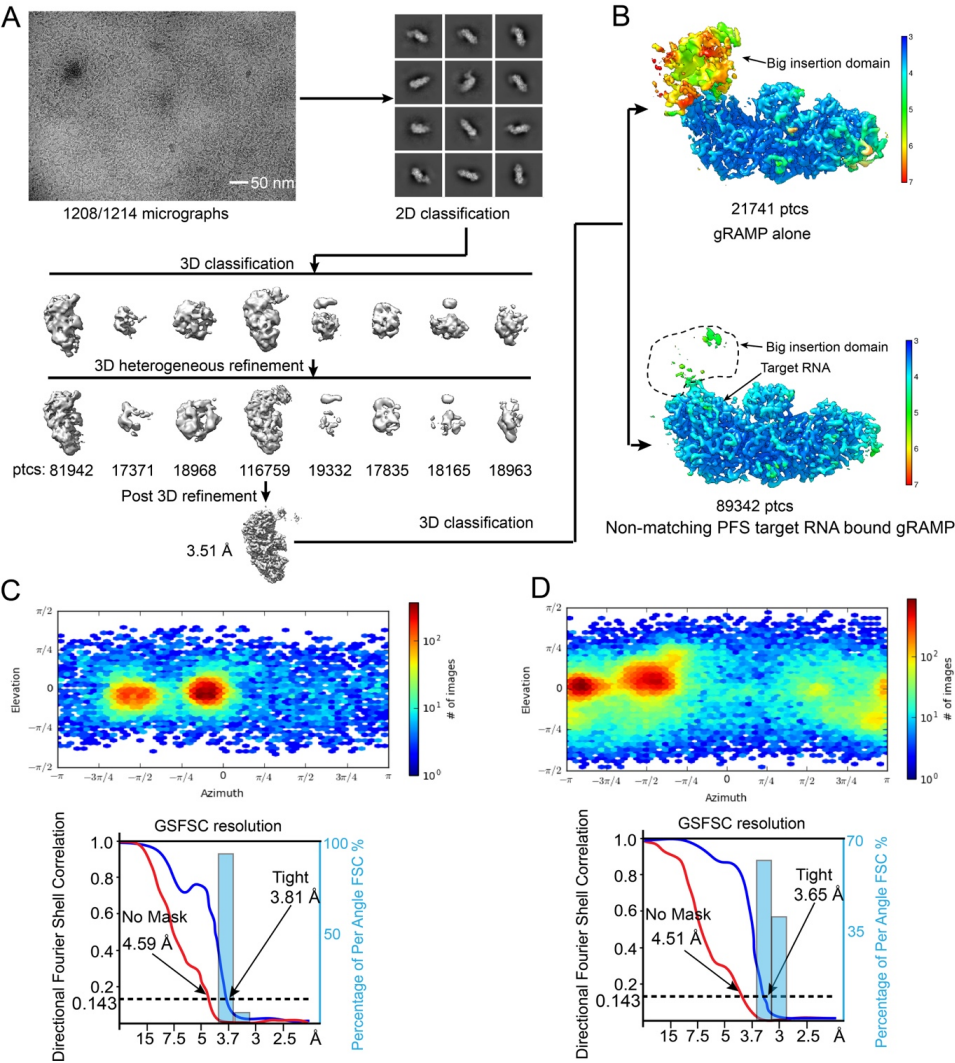 A
50 nm
1208/1214 micrographs
2D classification
3D classification
3D heterogeneous refinement
ptcs: 81942 17371 18968 116759 19332 17835 18165 18963
Post 3D refinement
3.51 Å
3D classification
B
Big insertion domain
3
4
5
6
7
21741 ptcs
gRAMP alone
Big insertion domain
Target RNA
3
4
5
6
7
89342 ptcs
Non-matching PFS target RNA bound gRAMP
C
π/2
π/4
0
−π/4
−π/2
Elevation
−π −3π/4 −π/2 −π/4 0 π/4 π/2 3π/4 π
Azimuth
10²
10¹
10⁰
# of images
GSFSC resolution
Directional Fourier Shell Correlation
1.0
0.8
0.6
0.4
0.2
0.143
No Mask
4.59 Å
Tight
3.81 Å
100
50
Percentage of Per Angle FSC %
15 7.5 5 3.7 3 2.5 Å
D
π/2
π/4
0
−π/4
−π/2
Elevation
−π −3π/4 −π/2 −π/4 0 π/4 π/2 3π/4 π
Azimuth
10²
10¹
10⁰
# of images
GSFSC resolution
Directional Fourier Shell Correlation
1.0
0.8
0.6
0.4
0.2
0.143
No Mask
4.51 Å
Tight
3.65 Å
70
35
Percentage of Per Angle FSC %
15 7.5 5 3.7 3 2.5 Å